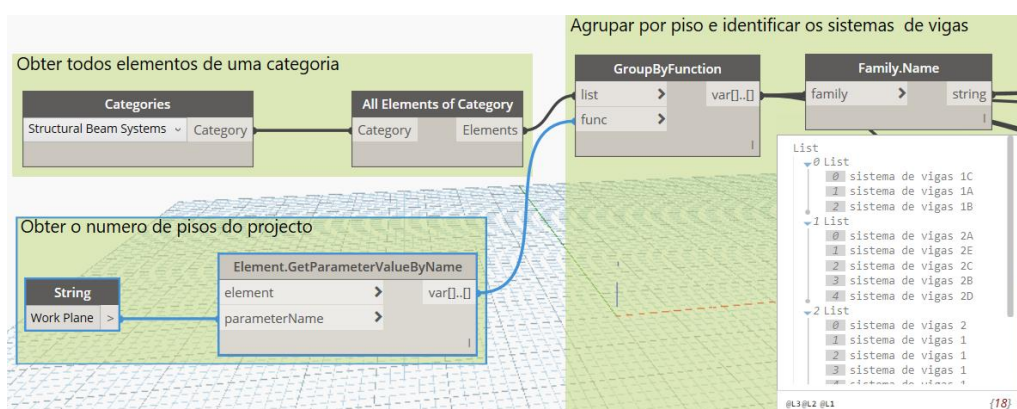 Agrupar por piso e identificar os sistemas de vigas
Obter todos elementos de uma categoria
Categories
Structural Beam Systems Category
All Elements of Category
Category Elements
GroupByFunction
list > var[]..[]
func >
Family.Name
family > string
Obter o numero de pisos do projecto
String
Work Plane >
Element.GetParameterValueByName
element > var[]..[]
parameterName >
List
0 List
0 sistema de vigas 1C
1 sistema de vigas 1A
2 sistema de vigas 1B
1 List
0 sistema de vigas 2A
1 sistema de vigas 2E
2 sistema de vigas 2C
3 sistema de vigas 2B
4 sistema de vigas 2D
2 List
0 sistema de vigas 2
1 sistema de vigas 1
2 sistema de vigas 1
3 sistema de vigas 1
4 sistema de vigas 1
@L3 @L2 @L1 {18}